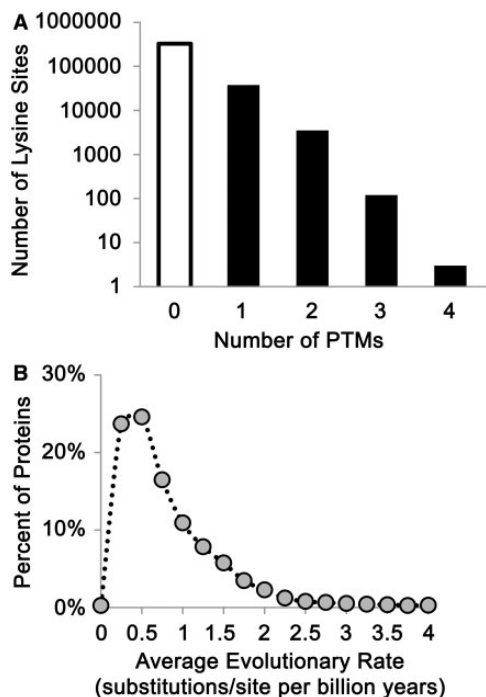 A
Number of Lysine Sites
1000000
100000
10000
1000
100
10
1
0 1 2 3 4
Number of PTMs
B
Percent of Proteins
30%
20%
10%
0%
0 0.5 1 1.5 2 2.5 3 3.5 4
Average Evolutionary Rate
(substitutions/site per billion years)